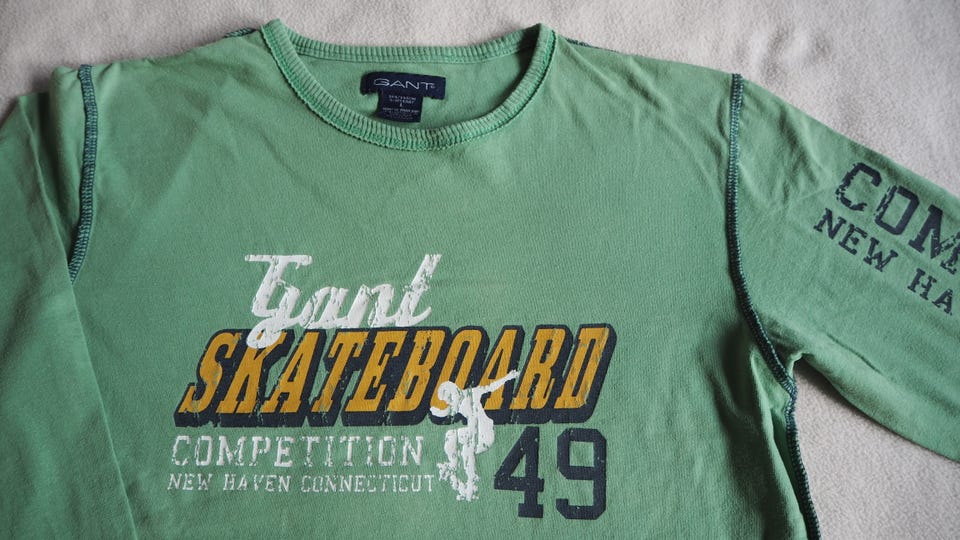 GANT
L
Gant
SKATEBOARD
COMPETITION
NEW HAVEN CONNECTICUT
49
COM
NEW HA